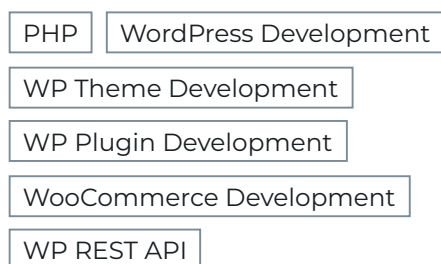 PHP WordPress Development
WP Theme Development
WP Plugin Development
WooCommerce Development
WP REST API